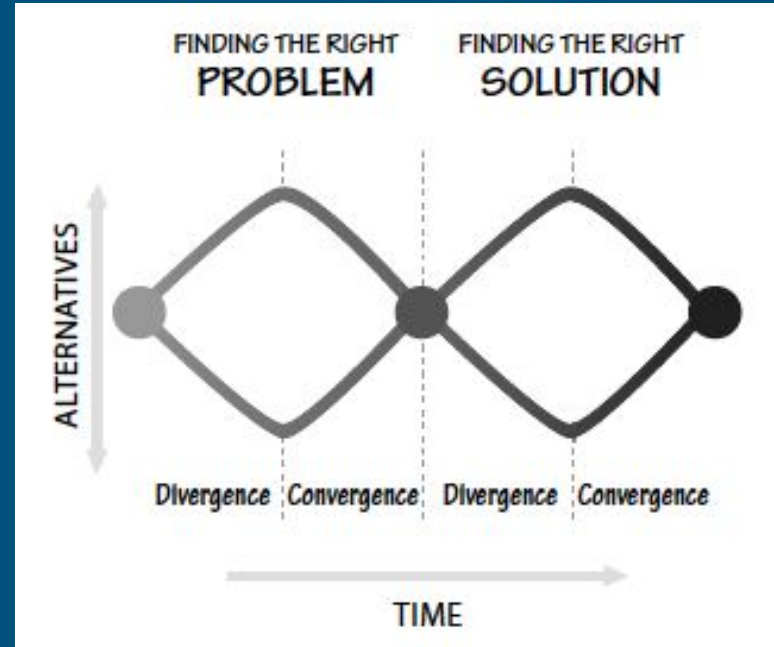 FINDING THE RIGHT
PROBLEM
FINDING THE RIGHT
SOLUTION
ALTERNATIVES
Divergence
Convergence
Divergence
Convergence
TIME